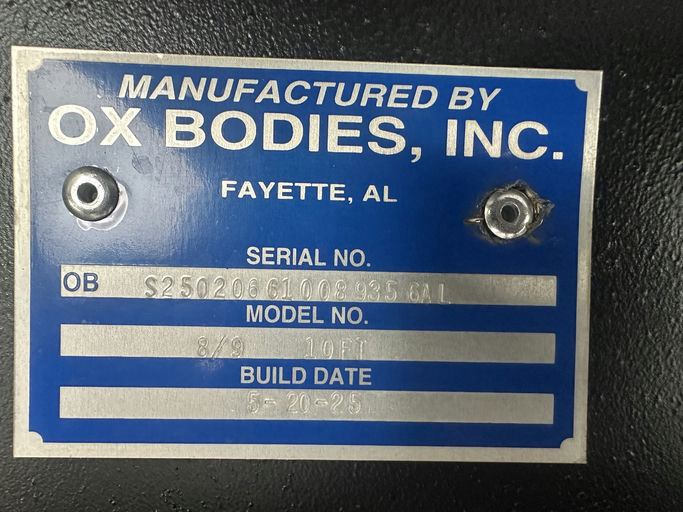 MANUFACTURED BY
OX BODIES, INC.
FAYETTE, AL
SERIAL NO.
OB S25020661008935 6AL
MODEL NO.
8/9 10FT
BUILD DATE
5-20-25